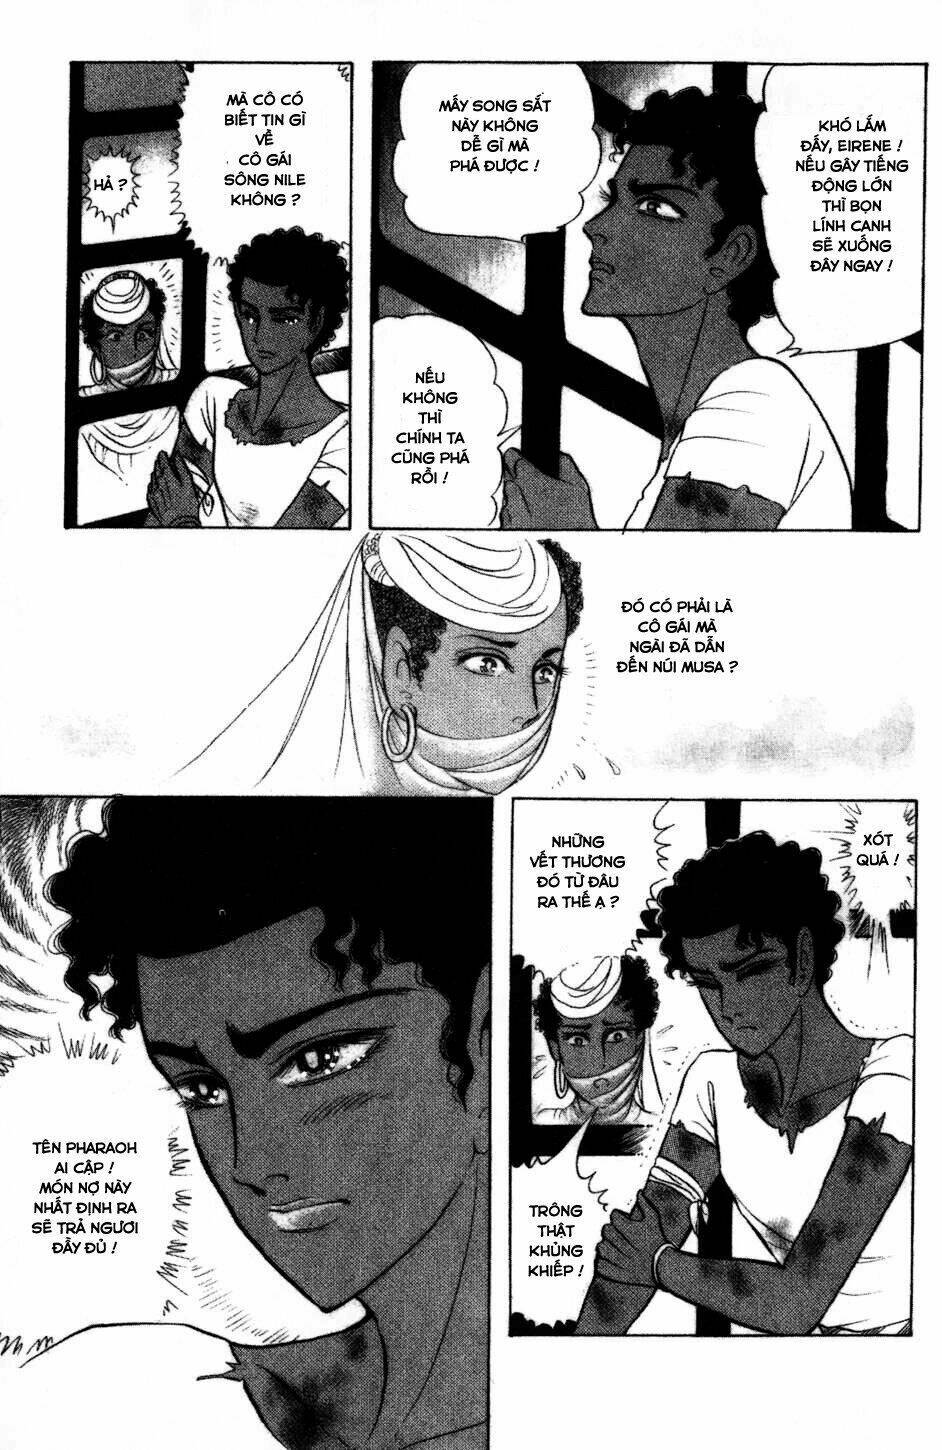 KHÓ LẮM
ĐẤY, EIRENE !
NẾU GÂY TIẾNG
ĐỘNG LỚN
THÌ BỌN
LÍNH CANH
SẼ XUỐNG
ĐÂY NGAY !
MẤY SONG SẮT
NÀY KHÔNG
DỄ GÌ MÀ
PHÁ ĐƯỢC !
NẾU
KHÔNG
THÌ
CHÍNH TA
CŨNG PHÁ
RỒI !
MÀ CÔ CÓ
BIẾT TIN GÌ
VỀ
CÔ GÁI
SÔNG NILE
KHÔNG ?
HẢ ?
ĐÓ CÓ PHẢI LÀ
CÔ GÁI MÀ
NGÀI ĐÃ DẪN
ĐẾN NÚI MUSA ?
XÓT
QUÁ !
NHỮNG
VẾT THƯƠNG
ĐÓ TỪ ĐÂU
RA THẾ Ạ ?
TRÔNG
THẬT
KHỦNG
KHIẾP !
TÊN PHARAOH
AI CẬP !
MÓN NỢ NÀY
NHẤT ĐỊNH RA
SẼ TRẢ NGƯƠI
ĐẦY ĐỦ !